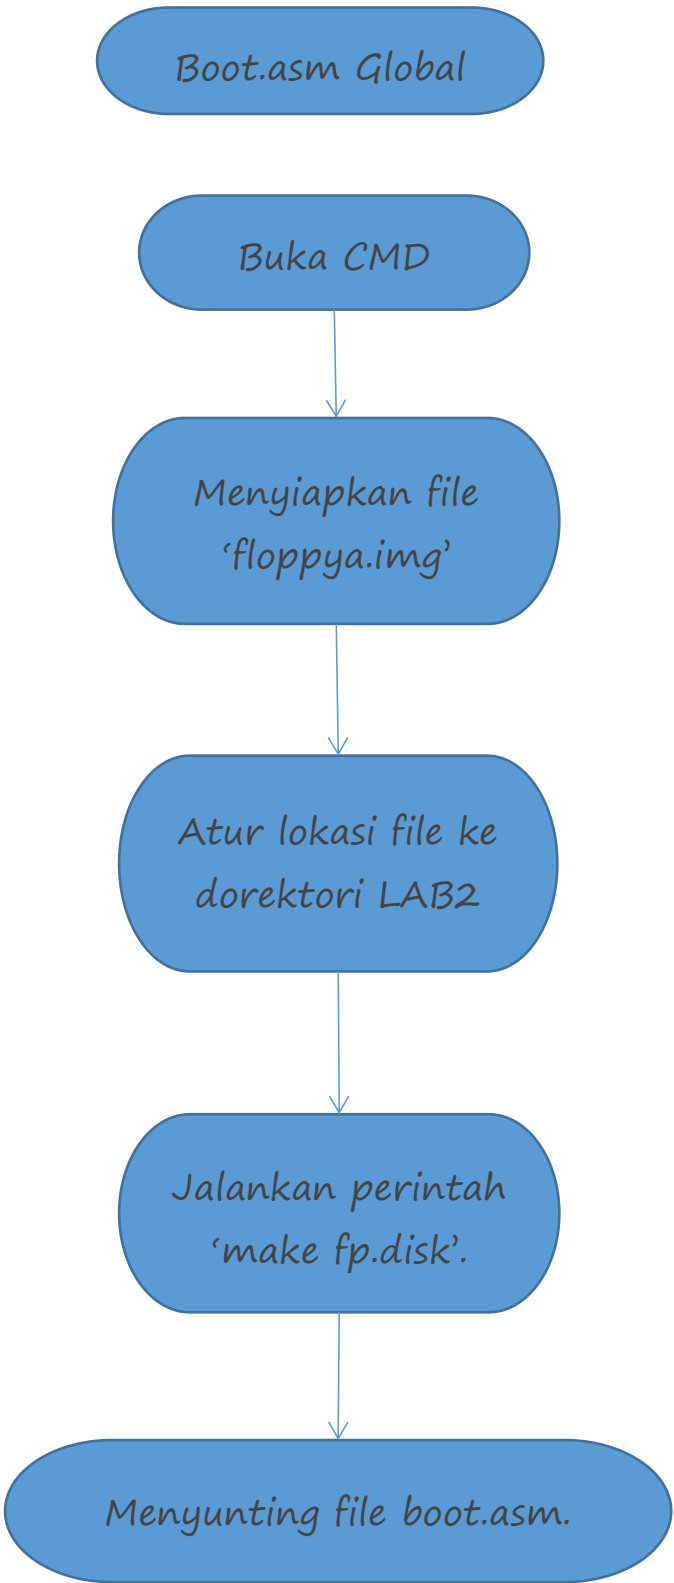 Boot.asm Global
Buka CMD
Menyiapkan file
‘floppya.img’
Atur lokasi file ke
dorektori LAB2
Jalankan perintah
‘make fp.disk’.
Menyunting file boot.asm.